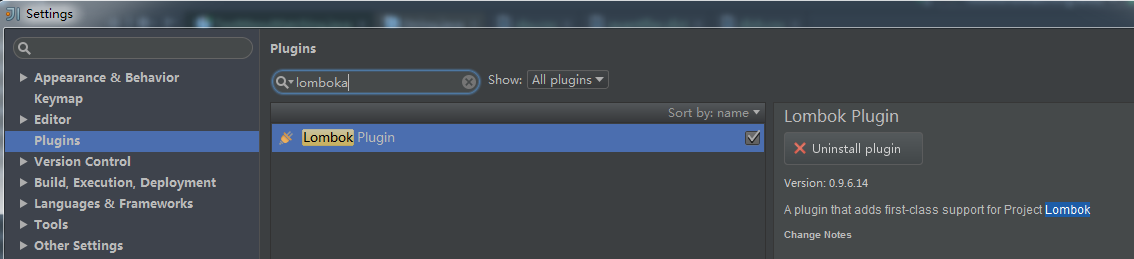 Settings
Plugins
lomboka
Show: All plugins
Appearance & Behavior
Keymap
Editor
Plugins
Version Control
Build, Execution, Deployment
Languages & Frameworks
Tools
Other Settings
Sort by: name
Lombok Plugin
Lombok Plugin
Uninstall plugin
Version: 0.9.6.14
A plugin that adds first-class support for Project Lombok
Change Notes